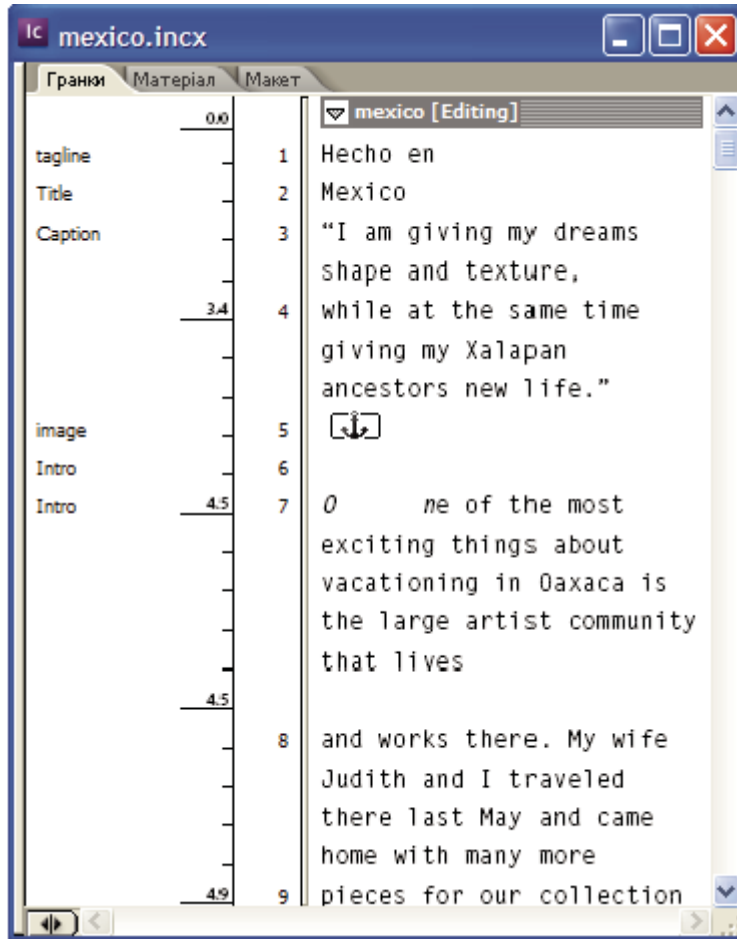 Ic mexico.incx
Гранки Матеріал Макет
0.0 mexico [Editing]
tagline 1 Hecho en
Title 2 Mexico
Caption 3 “I am giving my dreams
shape and texture,
3.4 4 while at the same time
giving my Xalapan
ancestors new life.”
image 5
Intro 6
Intro 4.5 7 O ne of the most
exciting things about
vacationing in Oaxaca is
the large artist community
that lives
4.5
8 and works there. My wife
Judith and I traveled
there last May and came
home with many more
4.9 9 pieces for our collection